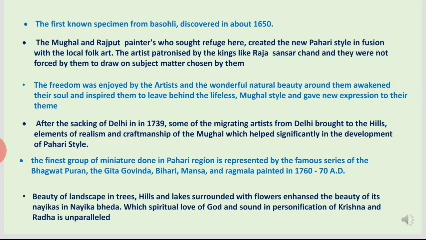 • The first known specimen from basohli, discovered in about 1650.
• The Mughal and Rajput painter's who sought refuge here, created the new Pahari style in fusion
with the local folk art. The artist patronised by the kings like Raja sansar chand and they were not
forced by them to draw on subject matter chosen by them
• The freedom was enjoyed by the Artists and the wonderful natural beauty around them awakened
their soul and inspired them to leave behind the lifeless, Mughal style and gave new expression to their
theme
• After the sacking of Delhi in in 1739, some of the migrating artists from Delhi brought to the Hills,
elements of realism and craftmanship of the Mughal which helped significantly in the development
of Pahari Style.
• the finest group of miniature done in Pahari region is represented by the famous series of the
Bhagwat Puran, the Gita Govinda, Bihari, Mansa, and ragmala painted in 1760 - 70 A.D.
• Beauty of landscape in trees, Hills and lakes surrounded with flowers enhansed the beauty of its
nayikas in Nayika bheda. Which spiritual love of God and sound in personification of Krishna and
Radha is unparalleled